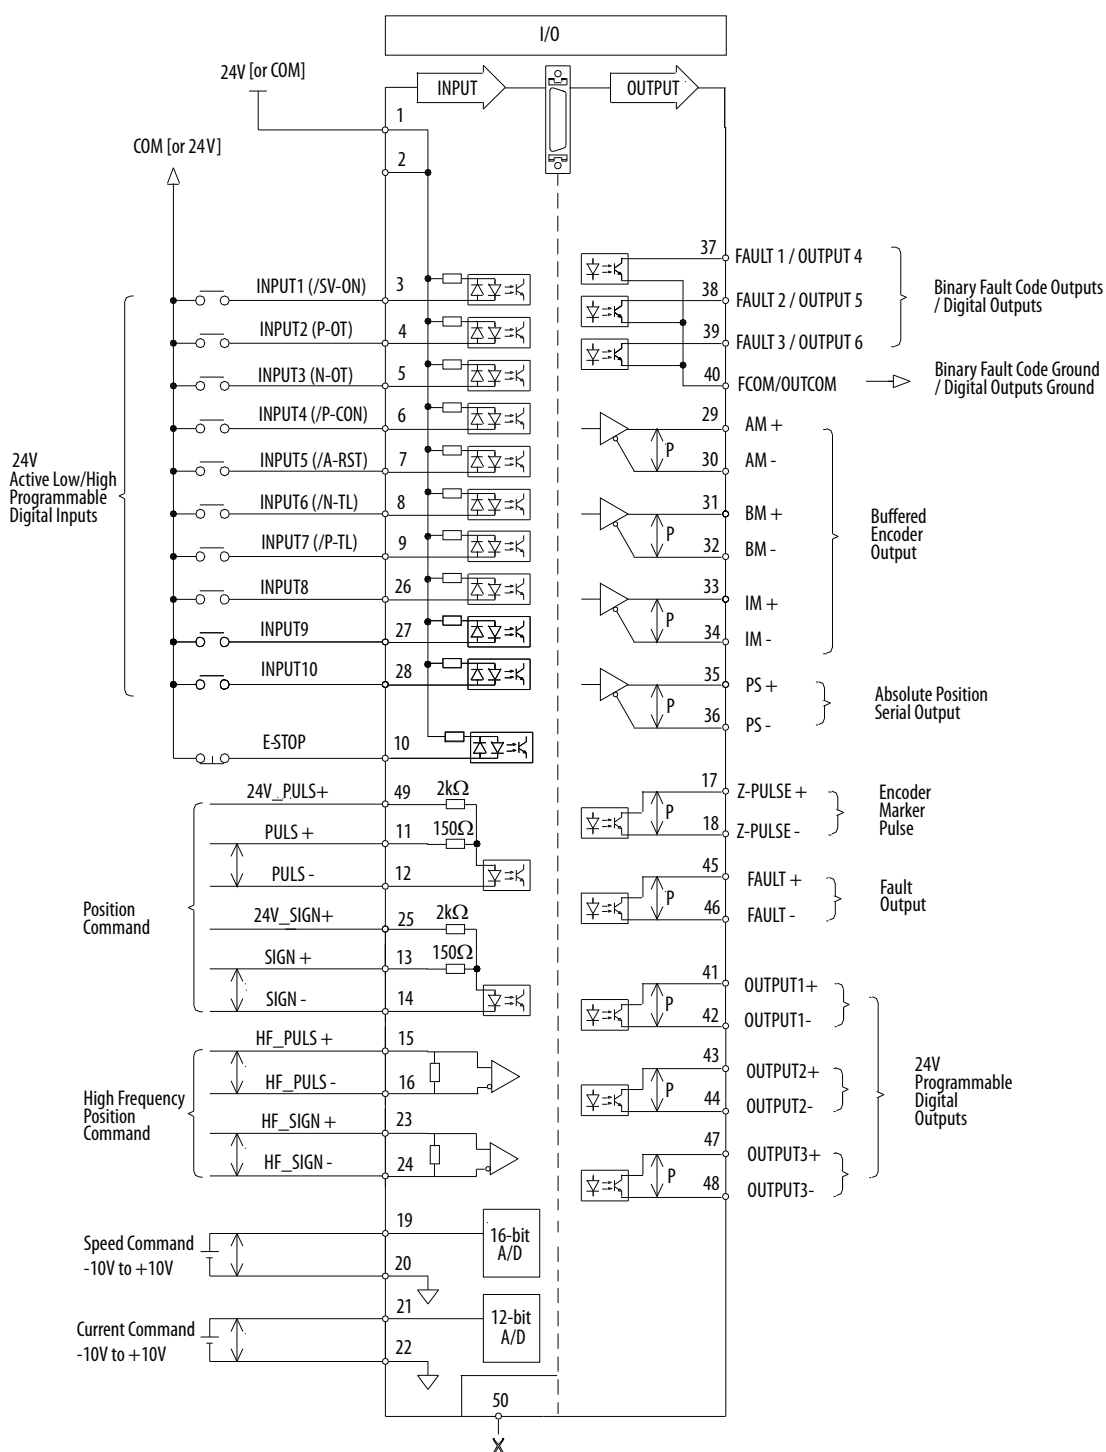 I/O
24V [or COM]
INPUT
OUTPUT
1
COM [or 24V]
2
24V
Active Low/High
Programmable
Digital Inputs
INPUT1 (/SV-ON)
3
INPUT2 (P-OT)
4
INPUT3 (N-OT)
5
INPUT4 (/P-CON)
6
INPUT5 (/A-RST)
7
INPUT6 (/N-TL)
8
INPUT7 (/P-TL)
9
INPUT8
26
INPUT9
27
INPUT10
28
E-STOP
10
Position
Command
24V_PULS+
49
2kΩ
PULS +
11
150Ω
PULS -
12
24V_SIGN+
25
2kΩ
SIGN +
13
150Ω
SIGN -
14
High Frequency
Position
Command
HF_PULS +
15
HF_PULS -
16
HF_SIGN +
23
HF_SIGN -
24
Speed Command
-10V to +10V
19
20
16-bit
A/D
Current Command
-10V to +10V
21
22
12-bit
A/D
50
37
FAULT 1 / OUTPUT 4
38
FAULT 2 / OUTPUT 5
39
FAULT 3 / OUTPUT 6
Binary Fault Code Outputs
/ Digital Outputs
40
FCOM/OUTCOM
Binary Fault Code Ground
/ Digital Outputs Ground
29
AM +
P
30
AM -
31
BM +
P
32
BM -
33
IM +
P
34
IM -
Buffered
Encoder
Output
35
PS +
P
36
PS -
Absolute Position
Serial Output
17
Z-PULSE +
P
18
Z-PULSE -
Encoder
Marker
Pulse
45
FAULT +
P
46
FAULT -
Fault
Output
41
OUTPUT1+
P
42
OUTPUT1-
43
OUTPUT2+
P
44
OUTPUT2-
47
OUTPUT3+
P
48
OUTPUT3-
24V
Programmable
Digital
Outputs